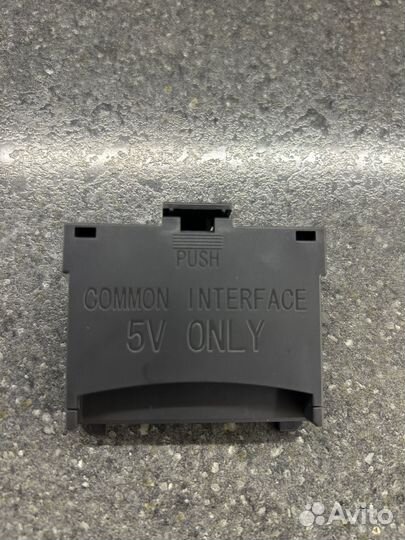 PUSH
COMMON INTERFACE
5V ONLY
Avito